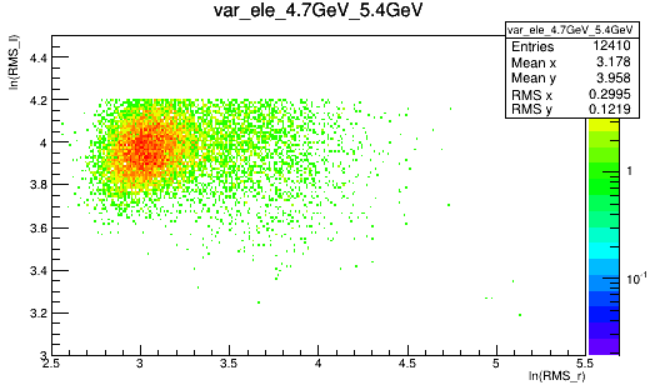 var_ele_4.7GeV_5.4GeV
var_ele_4.7GeV_5.4GeV
Entries 12410
Mean x 3.178
Mean y 3.958
RMS x 0.2995
RMS y 0.1219
ln(RMS_l)
4.4
4.2
4
3.8
3.6
3.4
3.2
3
2.5 3.0 3.5 4 4.5 5 5.5
ln(RMS_r)
1
10-1